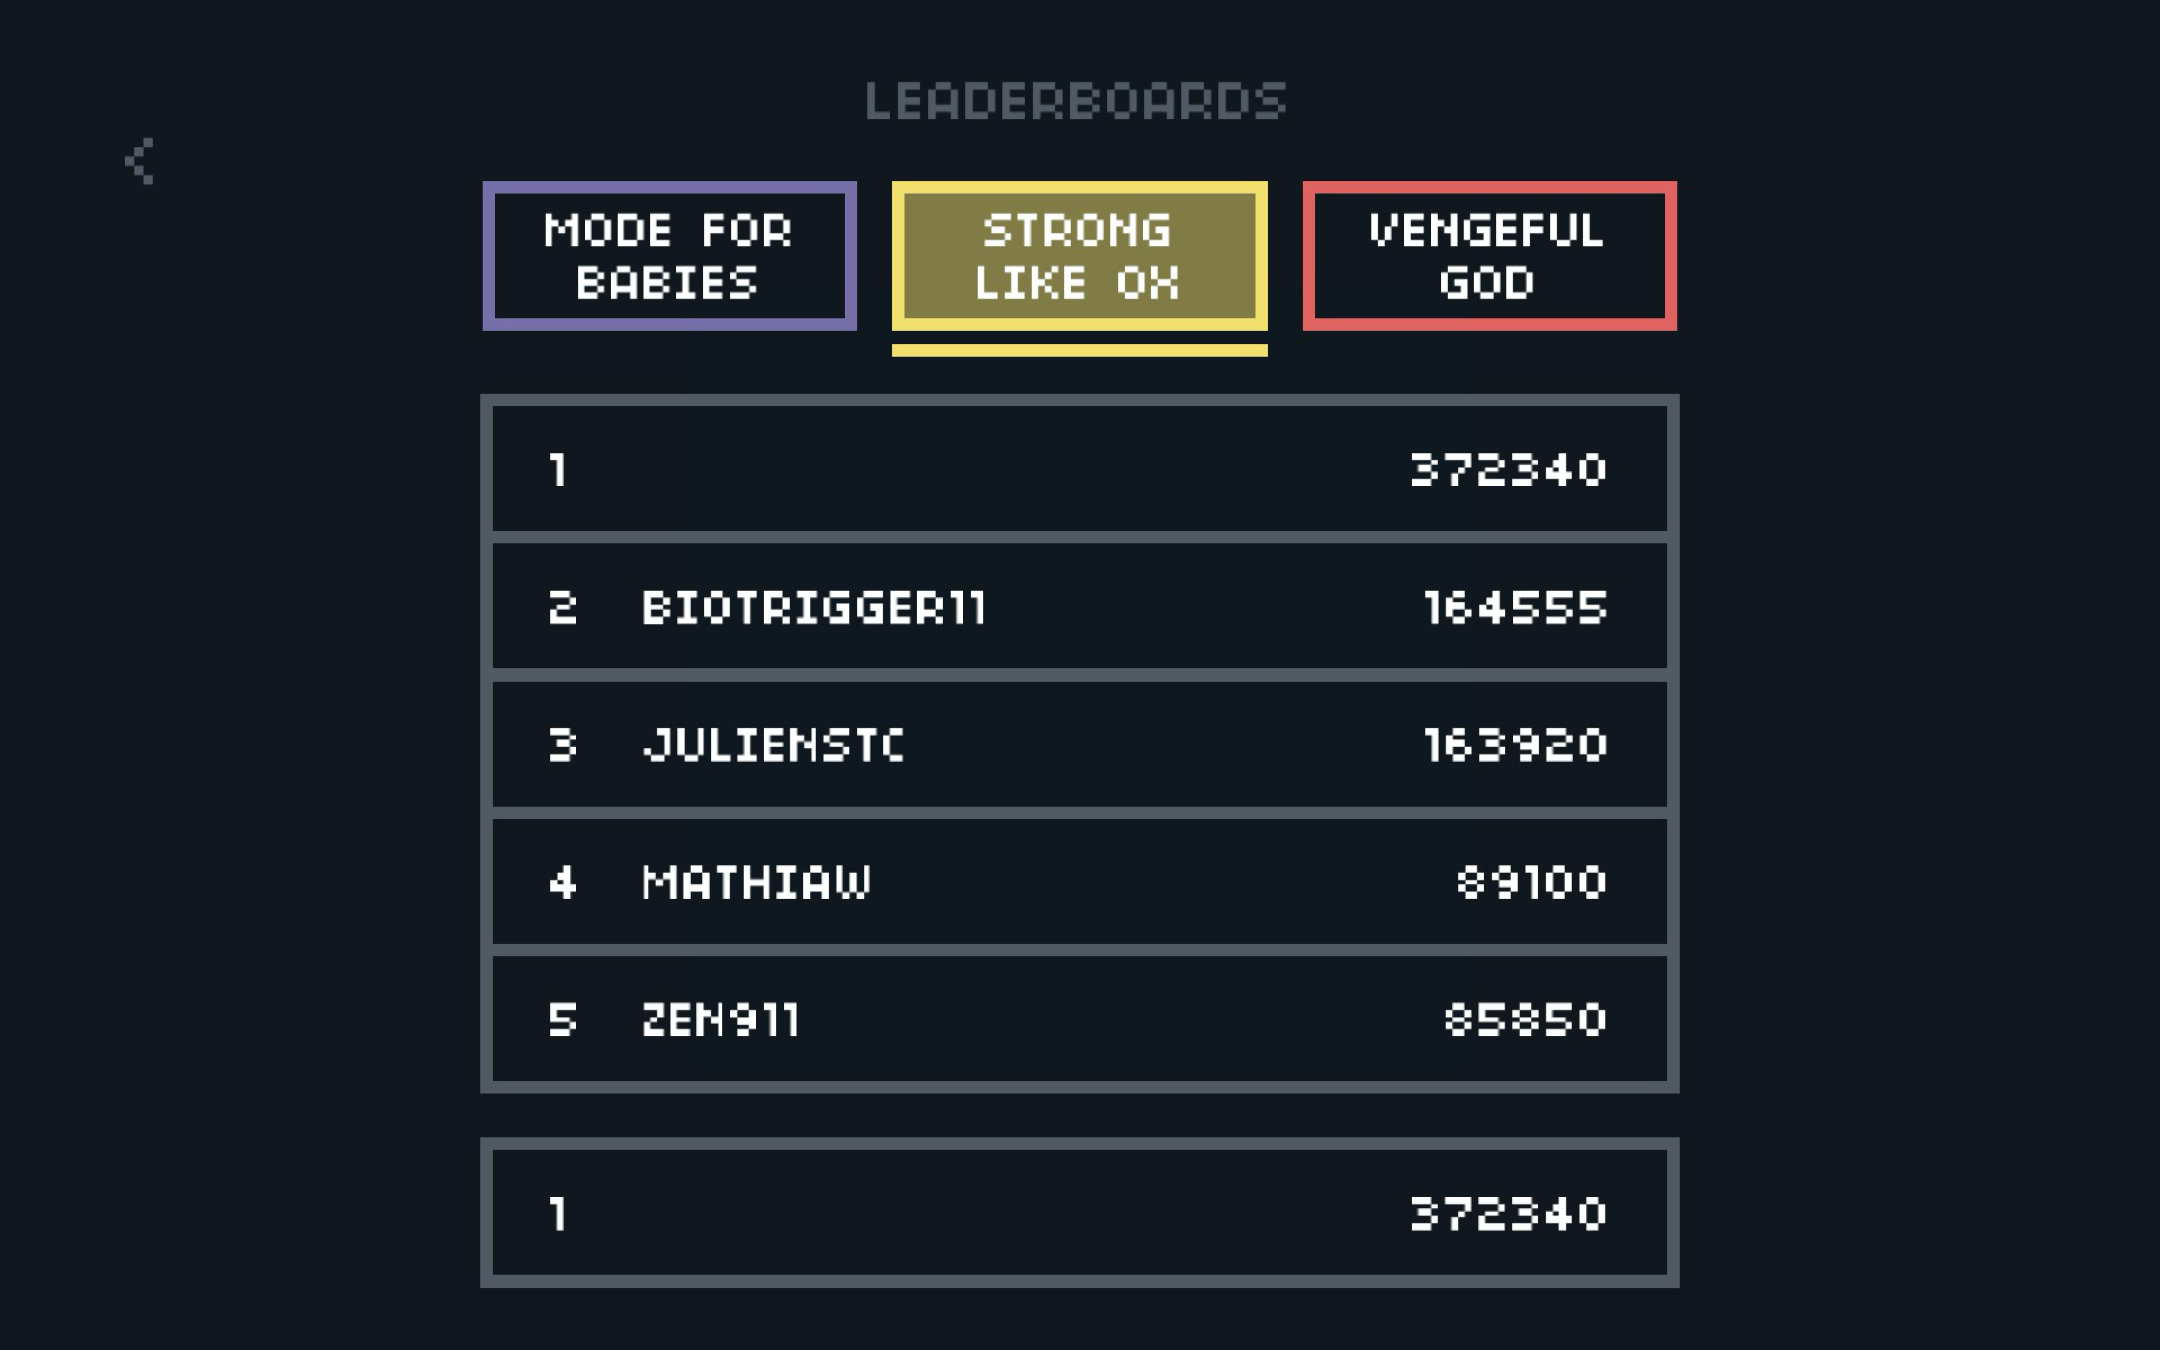 LEADERBOARDS
<
MODE FOR
BABIES
STRONG
LIKE OX
VENGEFUL
GOD
1 372340
2 BIOTRIGGER11 164555
3 JULIENSTC 163920
4 MATHIAW 89100
5 ZEN911 85850
1 372340